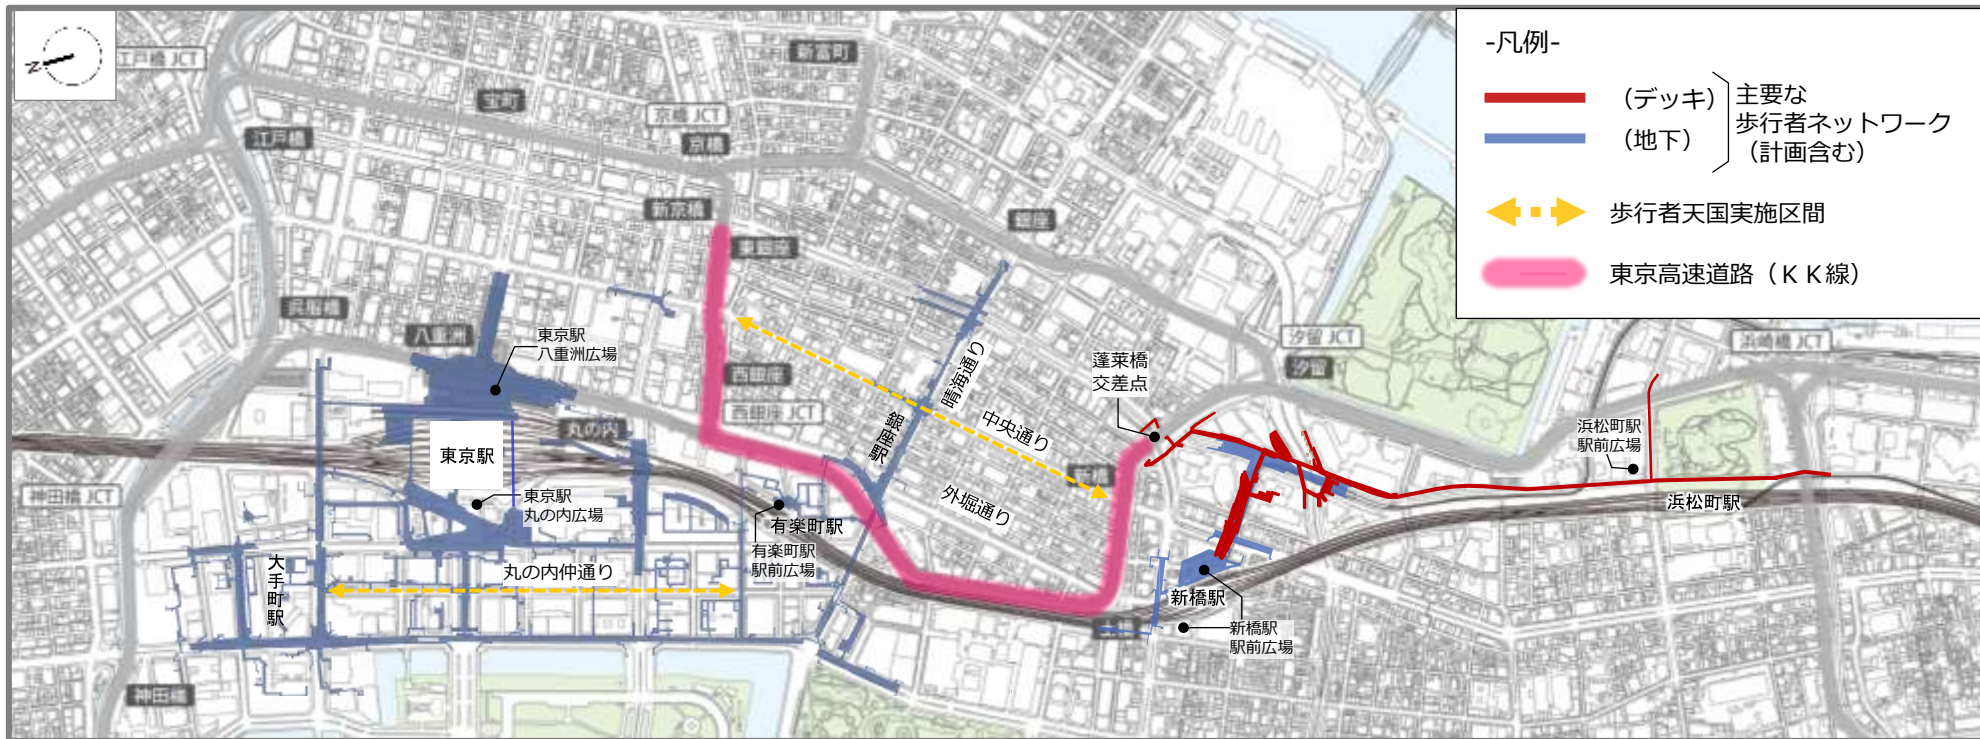 -凡例-
（デッキ）
（地下）
主要な
歩行者ネットワーク
（計画含む）
歩行者天国実施区間
東京高速道路（ＫＫ線）
N
江戸橋 JCT
新富町
宝町
京橋 JCT
京橋
江戸橋
新京橋
東銀座
銀座
呉服橋
八重洲
東京駅
八重洲広場
西銀座
西銀座 JCT
晴海通り
銀座駅
中央通り
外堀通り
蓬莱橋
交差点
汐留 JCT
汐留
浜崎橋 JCT
浜松町駅
駅前広場
浜松町駅
丸の内
東京駅
東京駅
丸の内広場
神田橋 JCT
有楽町駅
有楽町駅
駅前広場
新橋
大手町駅
丸の内仲通り
新橋駅
新橋駅
駅前広場
神田橋